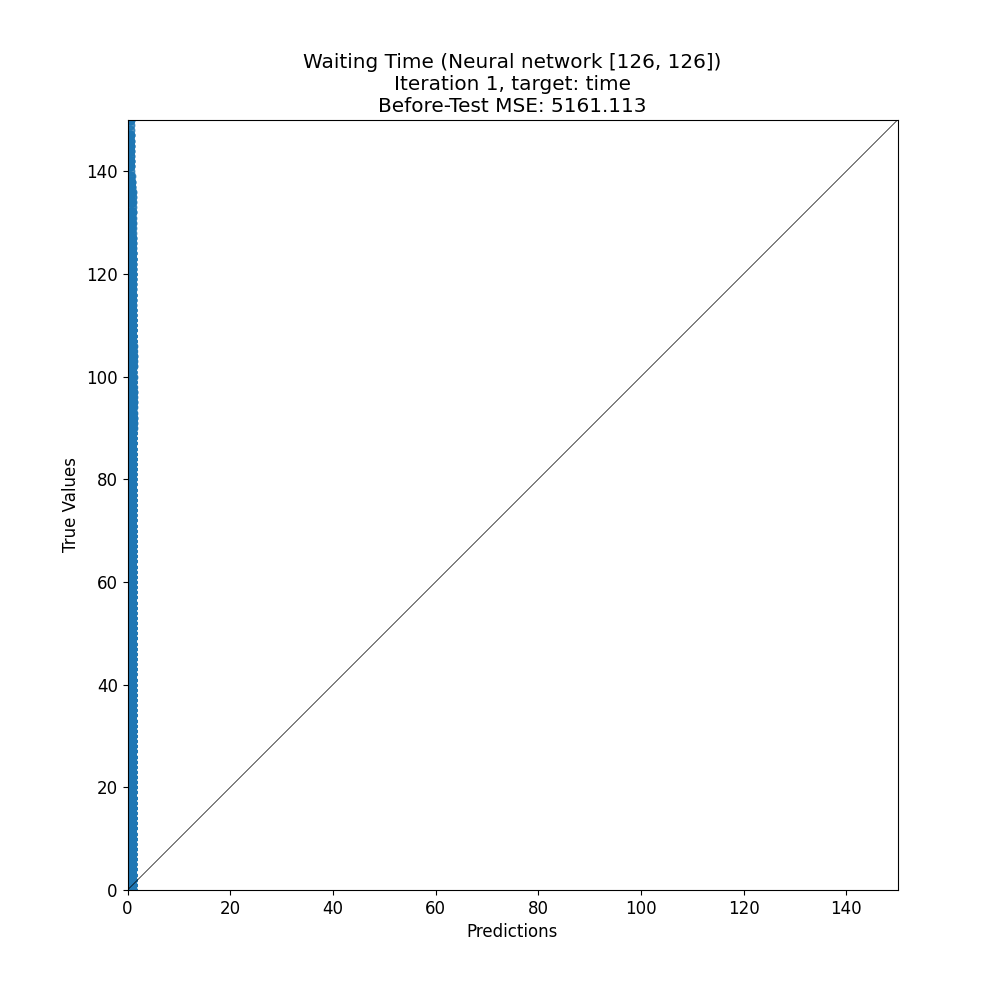 Waiting Time (Neural network [126, 126])
Iteration 1, target: time
Before-Test MSE: 5161.113
140
120
100
80
60
40
20
0
True Values
0 20 40 60 80 100 120 140
Predictions